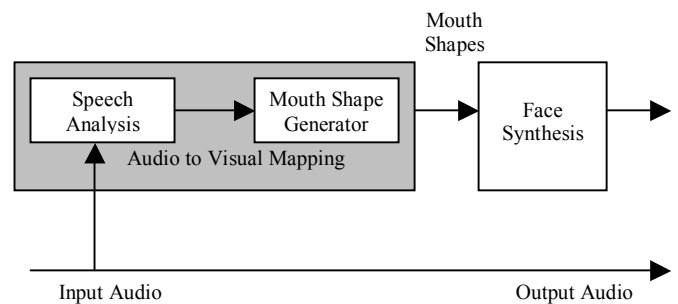 Mouth
Shapes
Speech
Analysis
Mouth Shape
Generator
Face
Synthesis
Audio to Visual Mapping
Input Audio
Output Audio